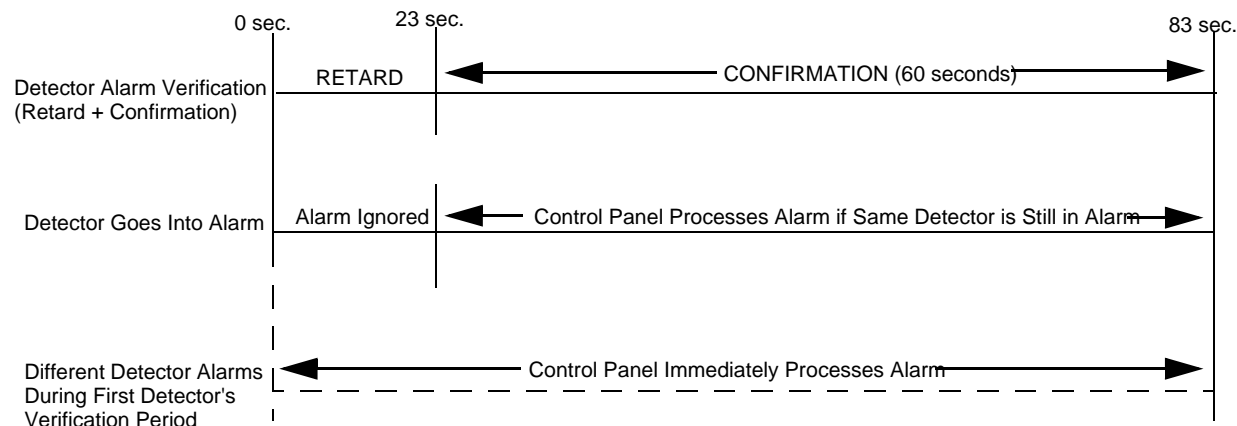 0 sec.
23 sec.
83 sec.
RETARD
CONFIRMATION (60 seconds)
Detector Alarm Verification
(Retard + Confirmation)
Detector Goes Into Alarm
Alarm Ignored
Control Panel Processes Alarm if Same Detector is Still in Alarm
Different Detector Alarms
During First Detector's
Verification Period
Control Panel Immediately Processes Alarm